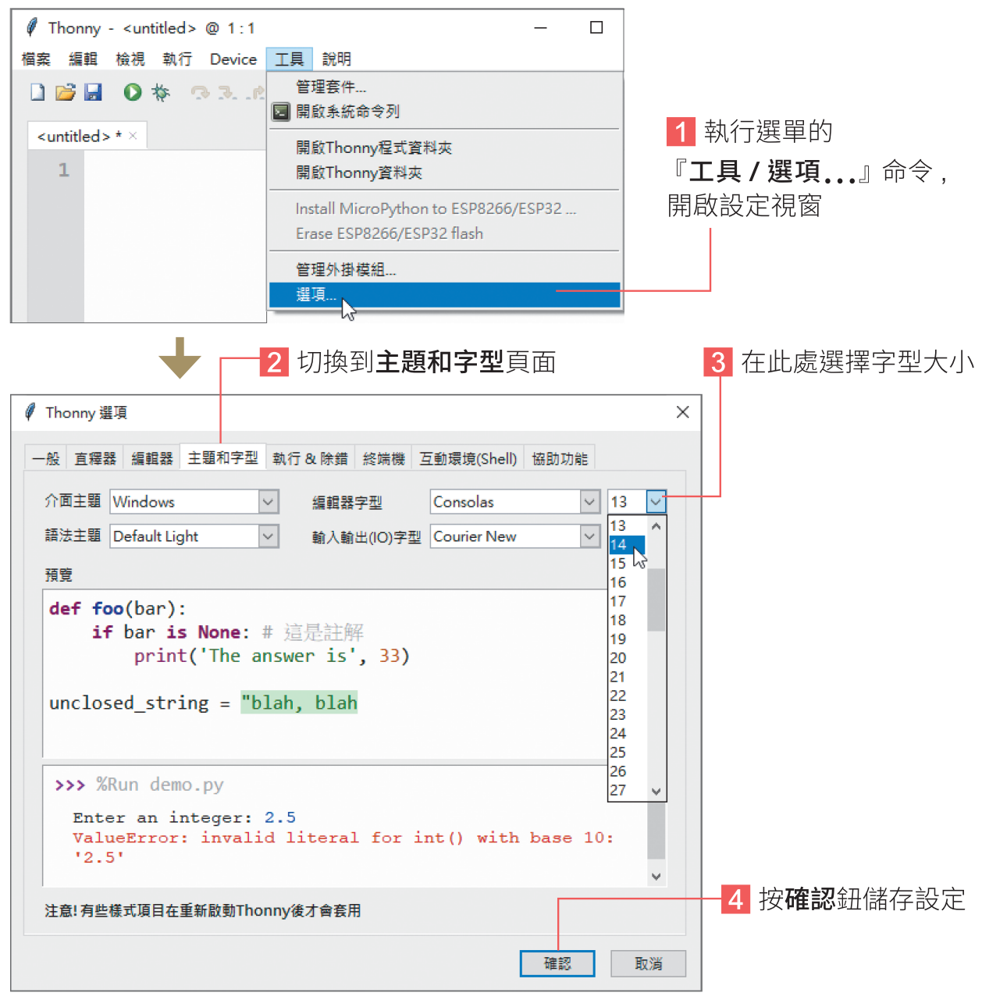 Thonny - <untitled> @ 1 : 1
檔案 編輯 檢視 執行 Device 工具 說明
管理套件...
開啟系統命令列
<untitled> * ×
開啟Thonny程式資料夾
1
開啟Thonny資料夾
Install MicroPython to ESP8266/ESP32 ...
Erase ESP8266/ESP32 flash
管理外掛模組...
選項...
1 執行選單的
『工具 / 選項...』命令,
開啟設定視窗
2 切換到主題和字型頁面
3 在此處選擇字型大小
Thonny 選項
一般 直譯器 編輯器 主題和字型 執行 & 除錯 終端機 互動環境(Shell) 協助功能
介面主題 Windows 編輯器字型 Consolas 13
語法主題 Default Light 輸入輸出(IO)字型 Courier New
13
14
15
16
17
18
19
20
21
22
23
24
25
26
27
預覽
def foo(bar):
    if bar is None: # 這是註解
        print('The answer is', 33)
unclosed_string = "blah, blah
>>> %Run demo.py
Enter an integer: 2.5
ValueError: invalid literal for int() with base 10:
'2.5'
注意! 有些樣式項目在重新啟動Thonny後才會套用
4 按確認鈕儲存設定
確認 取消